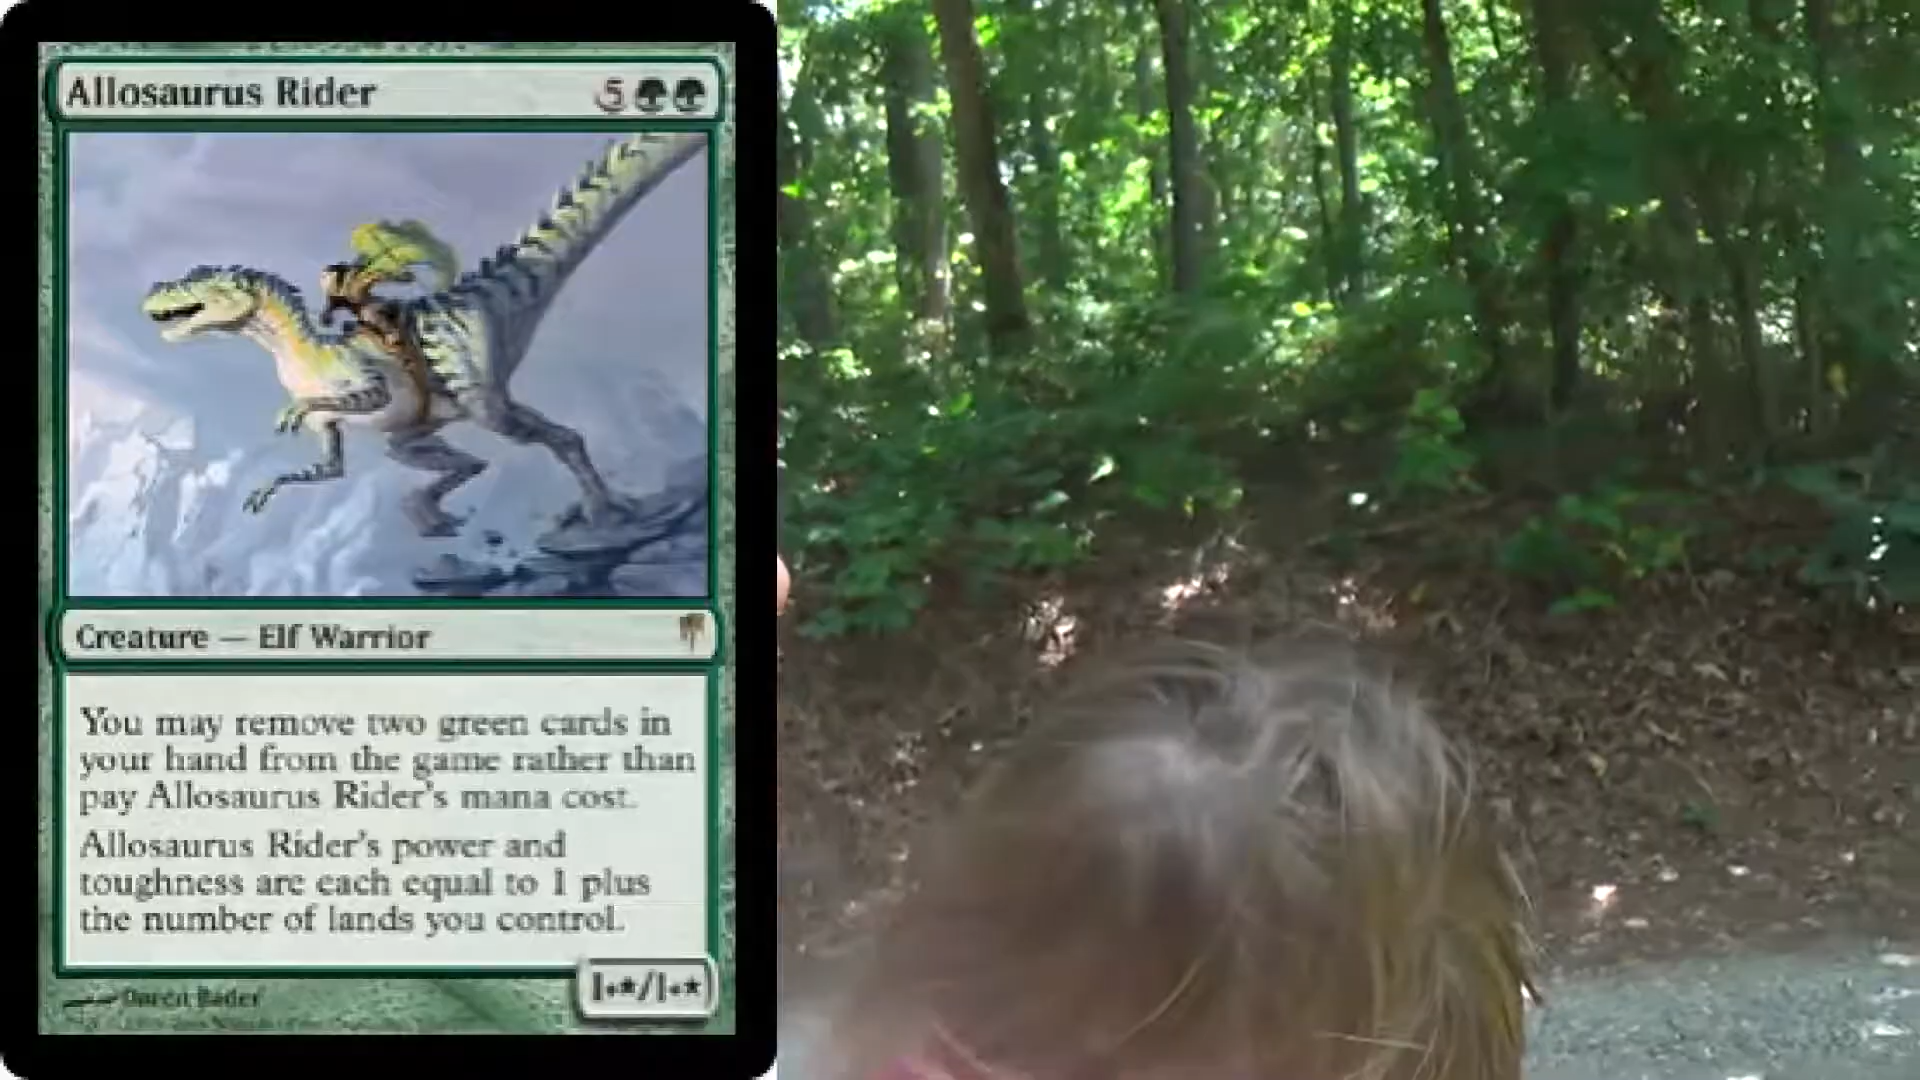 Allosaurus Rider 5
Creature — Elf Warrior
You may remove two green cards in
your hand from the game rather than
pay Allosaurus Rider's mana cost.
Allosaurus Rider's power and
toughness are each equal to 1 plus
the number of lands you control.
1+★/1+★
Daren Bader